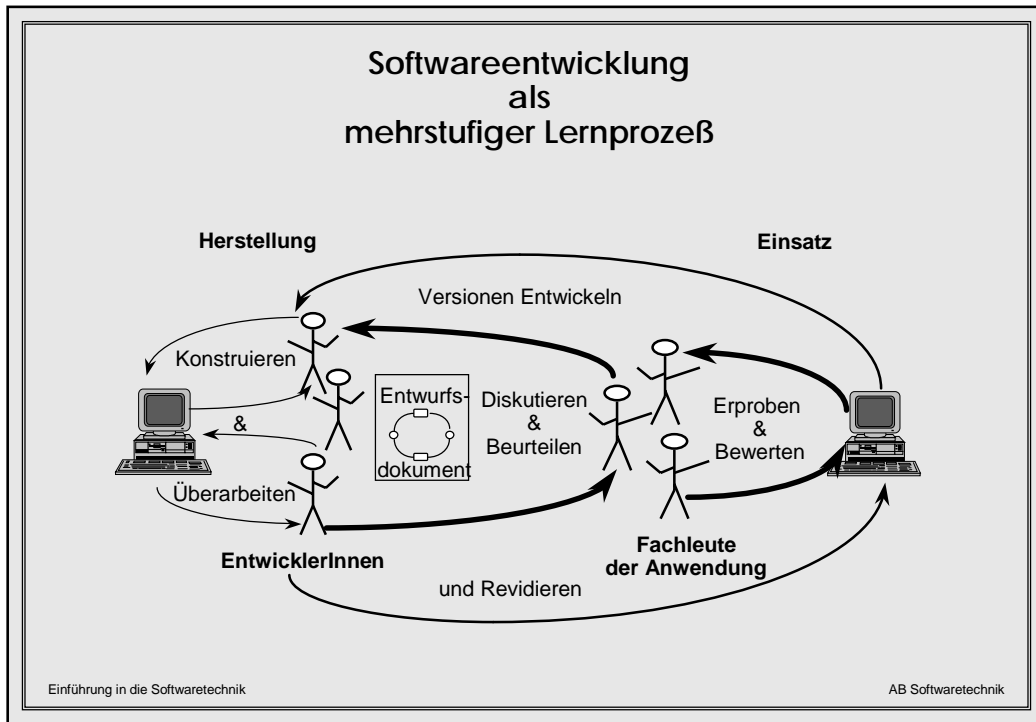 Softwareentwicklung
als
mehrstufiger Lernprozeß
Herstellung
Einsatz
Versionen Entwickeln
Konstruieren
&
Überarbeiten
Entwurfs-
dokument
Diskutieren
&
Beurteilen
Erproben
&
Bewerten
EntwicklerInnen
Fachleute
der Anwendung
und Revidieren
Einführung in die Softwaretechnik
AB Softwaretechnik